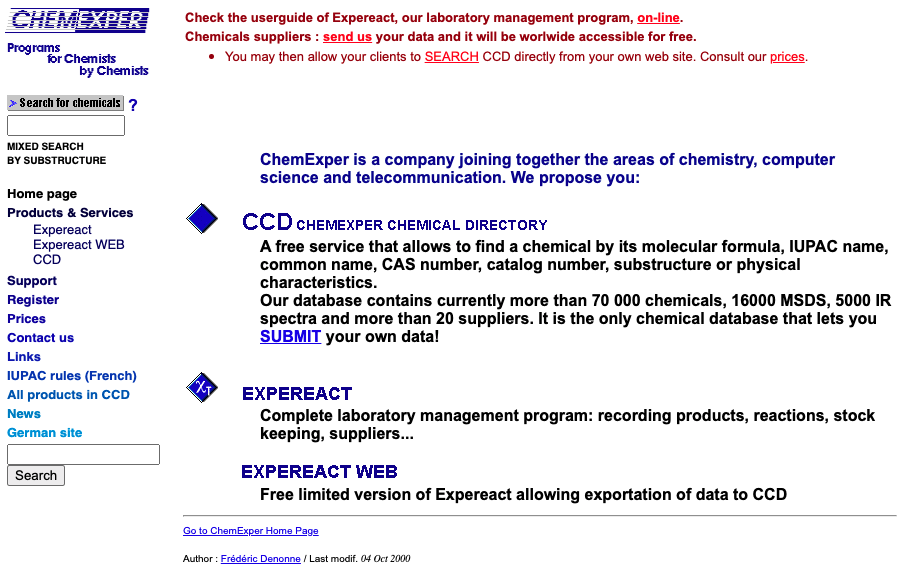 CHEMEXPER
Programs
for Chemists
by Chemists
> Search for chemicals ?
MIXED SEARCH
BY SUBSTRUCTURE
Home page
Products & Services
Expereact
Expereact WEB
CCD
Support
Register
Prices
Contact us
Links
IUPAC rules (French)
All products in CCD
News
German site
Search
Check the userguide of Expereact, our laboratory management program, on-line.
Chemicals suppliers : send us your data and it will be worlwide accessible for free.
• You may then allow your clients to SEARCH CCD directly from your own web site. Consult our prices.
ChemExper is a company joining together the areas of chemistry, computer
science and telecommunication. We propose you:
CCD CHEMEXPER CHEMICAL DIRECTORY
A free service that allows to find a chemical by its molecular formula, IUPAC name,
common name, CAS number, catalog number, substructure or physical
characteristics.
Our database contains currently more than 70 000 chemicals, 16000 MSDS, 5000 IR
spectra and more than 20 suppliers. It is the only chemical database that lets you
SUBMIT your own data!
χT
EXPEREACT
Complete laboratory management program: recording products, reactions, stock
keeping, suppliers...
EXPEREACT WEB
Free limited version of Expereact allowing exportation of data to CCD
Go to ChemExper Home Page
Author : Frédéric Denonne / Last modif. 04 Oct 2000